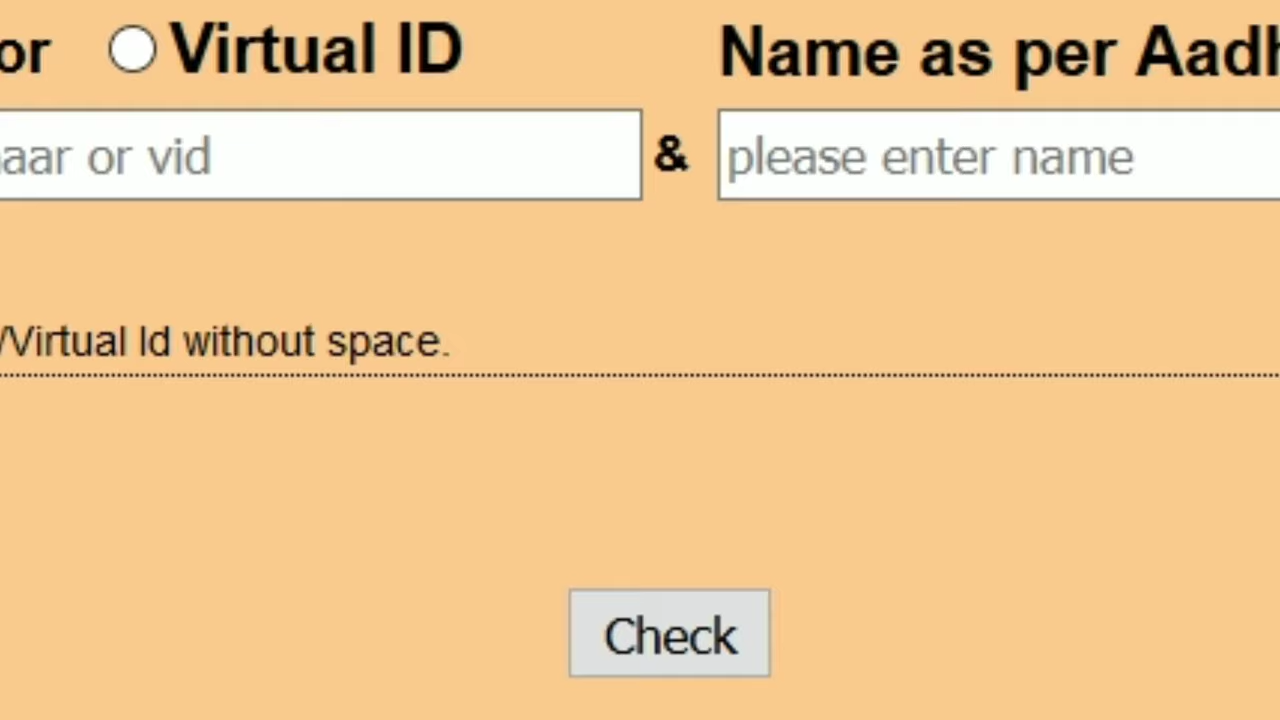 or Virtual ID Name as per Aadh
aar or vid & please enter name
/Virtual Id without space.
Check